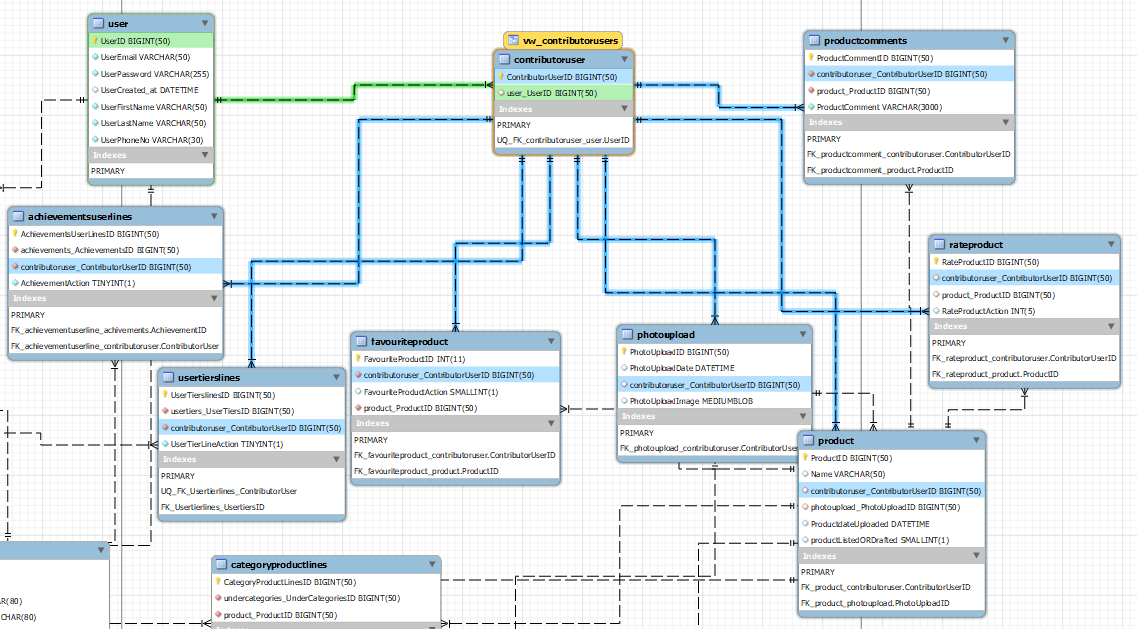 user
UserID BIGINT(50)
UserEmail VARCHAR(50)
UserPassword VARCHAR(255)
UserCreated_at DATETIME
UserFirstName VARCHAR(50)
UserLastName VARCHAR(50)
UserPhoneNo VARCHAR(30)
Indexes
PRIMARY
vw_contributorusers
contributoruser
ContributorUserID BIGINT(50)
user_UserID BIGINT(50)
Indexes
PRIMARY
UQ_FK_contributoruser_user.UserID
productcomments
ProductCommentID BIGINT(50)
contributoruser_ContributorUserID BIGINT(50)
product_ProductID BIGINT(50)
ProductComment VARCHAR(3000)
Indexes
PRIMARY
FK_productcomment_contributoruser.ContributorUserID
FK_productcomment_product.ProductID
achievementsuserlines
AchievementsUserLinesID BIGINT(50)
achievements_AchievementsID BIGINT(50)
contributoruser_ContributorUserID BIGINT(50)
AchievementAction TINYINT(1)
Indexes
PRIMARY
FK_achievementuserline_achivements.AchievementID
FK_achievementuserline_contributoruser.ContributorUser
rateproduct
RateProductID BIGINT(50)
contributoruser_ContributorUserID BIGINT(50)
product_ProductID BIGINT(50)
RateProductAction INT(5)
Indexes
PRIMARY
FK_rateproduct_contributoruser.ContributorUserID
FK_rateproduct_product.ProductID
usertierslines
UserTierslinesID BIGINT(50)
usertiers_UserTiersID BIGINT(50)
contributoruser_ContributorUserID BIGINT(50)
UserTierLineAction TINYINT(1)
Indexes
PRIMARY
UQ_FK_Usertierlines_ContributorUser
FK_Usertierlines_UsertiersID
favouriteproduct
FavouriteProductID INT(11)
contributoruser_ContributorUserID BIGINT(50)
FavouriteProductAction SMALLINT(1)
product_ProductID BIGINT(50)
Indexes
PRIMARY
FK_favouriteproduct_contributoruser.ContributorUserID
FK_favouriteproduct_product.ProductID
photoupload
PhotoUploadID BIGINT(50)
PhotoUploadDate DATETIME
contributoruser_ContributorUserID BIGINT(50)
PhotoUploadImage MEDIUMBLOB
Indexes
PRIMARY
FK_photoupload_contributoruser.ContributorUse
product
ProductID BIGINT(50)
Name VARCHAR(50)
contributoruser_ContributorUserID BIGINT(50)
photoupload_PhotoUploadID BIGINT(50)
ProductdateUploaded DATETIME
productListedORDrafted SMALLINT(1)
Indexes
PRIMARY
FK_product_contributoruser.ContributorUserID
FK_product_photoupload.PhotoUploadID
AR(80)
CHAR(80)
categoryproductlines
CategoryProductLinesID BIGINT(50)
undercategories_UnderCategoriesID BIGINT(50)
product_ProductID BIGINT(50)